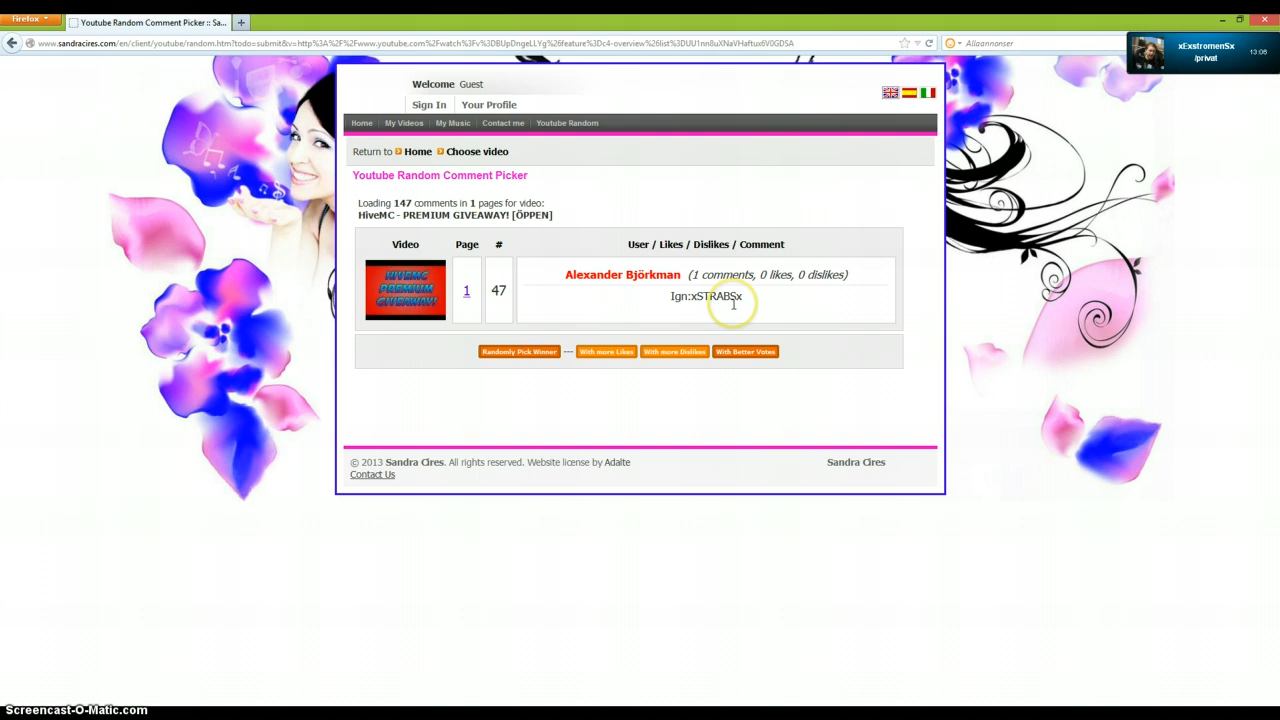 Firefox
Youtube Random Comment Picker :: Sa...
www.sandracires.com/en/client/youtube/random.htm?todo=submit&v=http%3A%2F%2Fwww.youtube.com%2Fwatch%3Fv%3DBUpDngeLLYg%26feature%3Dc4-overview%26list%3DUU1nn8uXNaVHaftux6V0GDSA
Allaannonser
xExstromenSx
/privat
13:06
Welcome Guest
Sign In
Your Profile
Home
My Videos
My Music
Contact me
Youtube Random
Return to Home Choose video
Youtube Random Comment Picker
Loading 147 comments in 1 pages for video:
HiveMC - PREMIUM GIVEAWAY! [ÖPPEN]
Video
Page
#
User / Likes / Dislikes / Comment
HIVEMC
PREMIUM
GIVEAWAY!
1
47
Alexander Björkman (1 comments, 0 likes, 0 dislikes)
Ign:xSTRABSx
Randomly Pick Winner --- With more Likes With more Dislikes With Better Votes
© 2013 Sandra Cires. All rights reserved. Website license by Adalte
Sandra Cires
Contact Us
Screencast-O-Matic.com